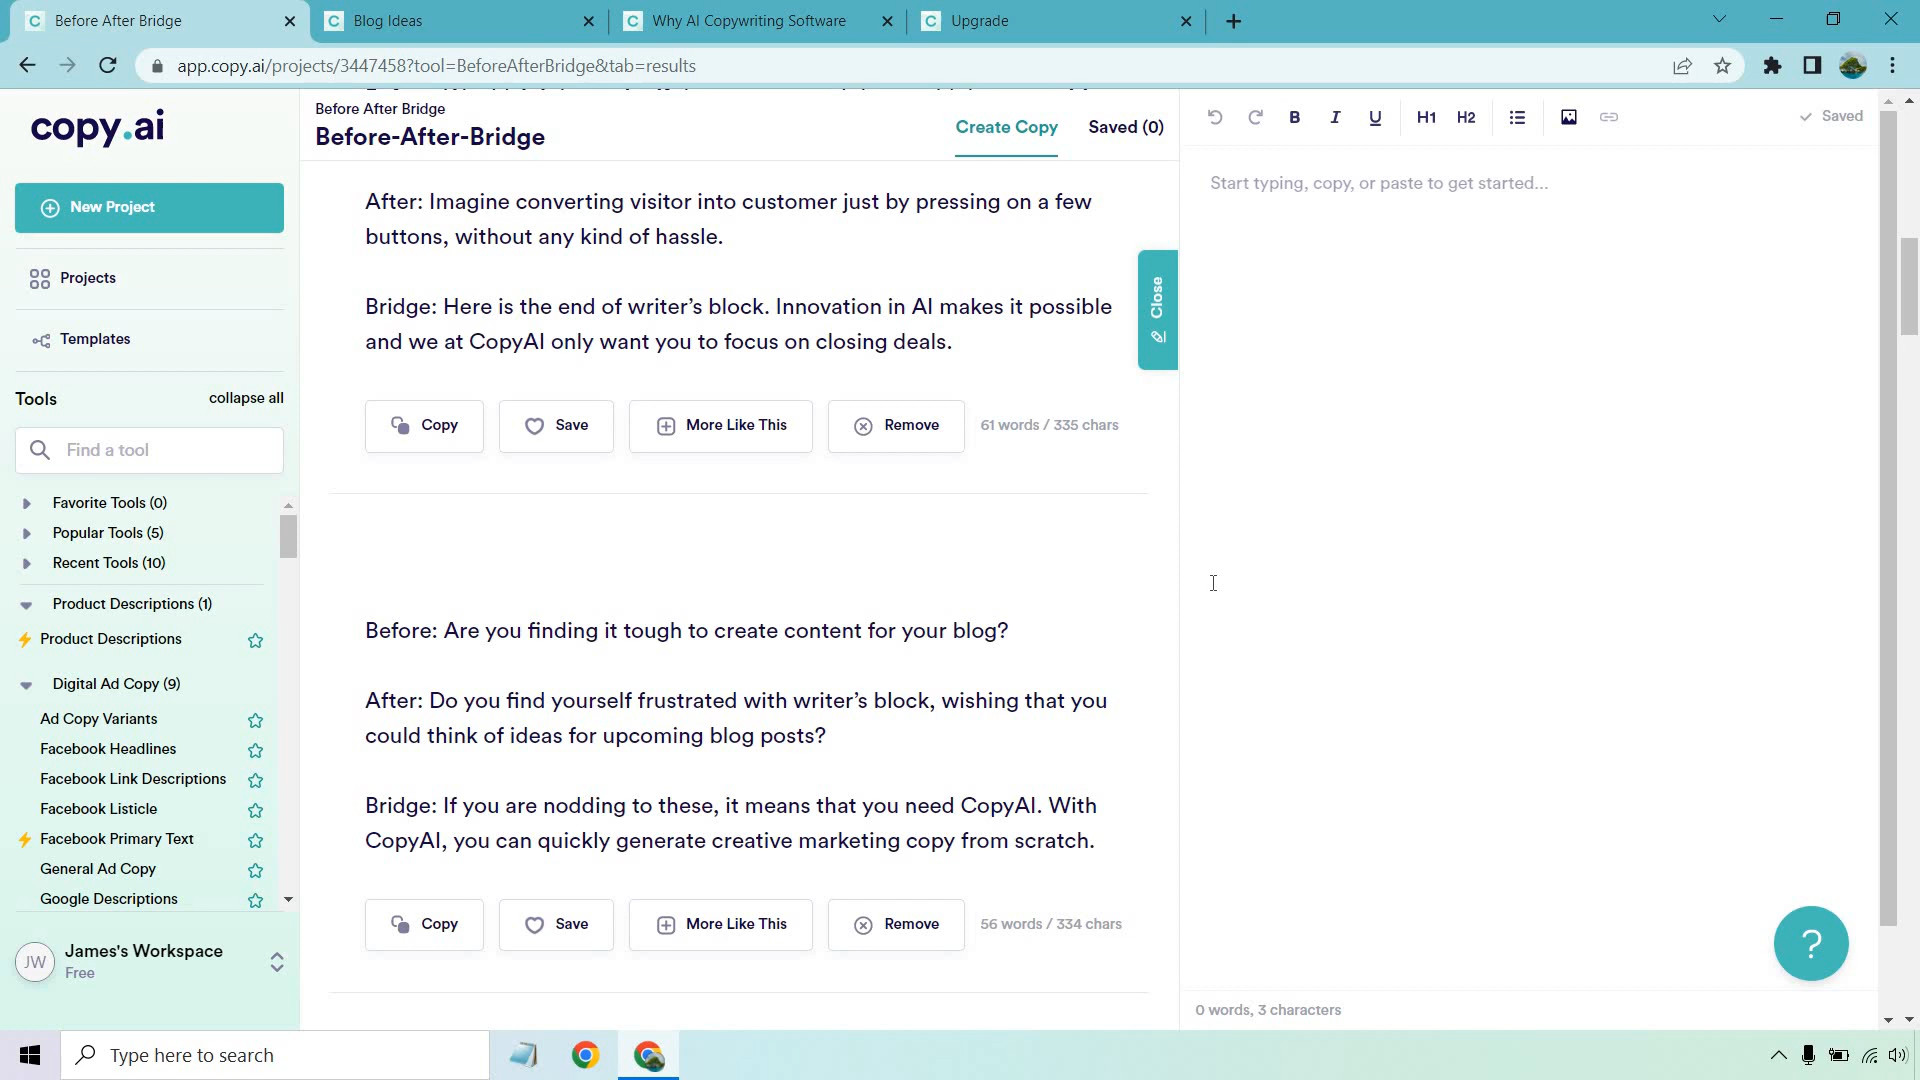 Before After Bridge
Blog Ideas
Why AI Copywriting Software
Upgrade
app.copy.ai/projects/3447458?tool=BeforeAfterBridge&tab=results
copy.ai
New Project
Projects
Templates
Tools
collapse all
Find a tool
Favorite Tools (0)
Popular Tools (5)
Recent Tools (10)
Product Descriptions (1)
Product Descriptions
Digital Ad Copy (9)
Ad Copy Variants
Facebook Headlines
Facebook Link Descriptions
Facebook Listicle
Facebook Primary Text
General Ad Copy
Google Descriptions
JW
James's Workspace
Free
Before After Bridge
Before-After-Bridge
Create Copy
Saved (0)
After: Imagine converting visitor into customer just by pressing on a few
buttons, without any kind of hassle.
Bridge: Here is the end of writer's block. Innovation in AI makes it possible
and we at CopyAI only want you to focus on closing deals.
Copy
Save
More Like This
Remove
61 words / 335 chars
Before: Are you finding it tough to create content for your blog?
After: Do you find yourself frustrated with writer's block, wishing that you
could think of ideas for upcoming blog posts?
Bridge: If you are nodding to these, it means that you need CopyAI. With
CopyAI, you can quickly generate creative marketing copy from scratch.
Copy
Save
More Like This
Remove
56 words / 334 chars
Close
B
I
U
H1
H2
Saved
Start typing, copy, or paste to get started...
?
0 words, 3 characters
Type here to search